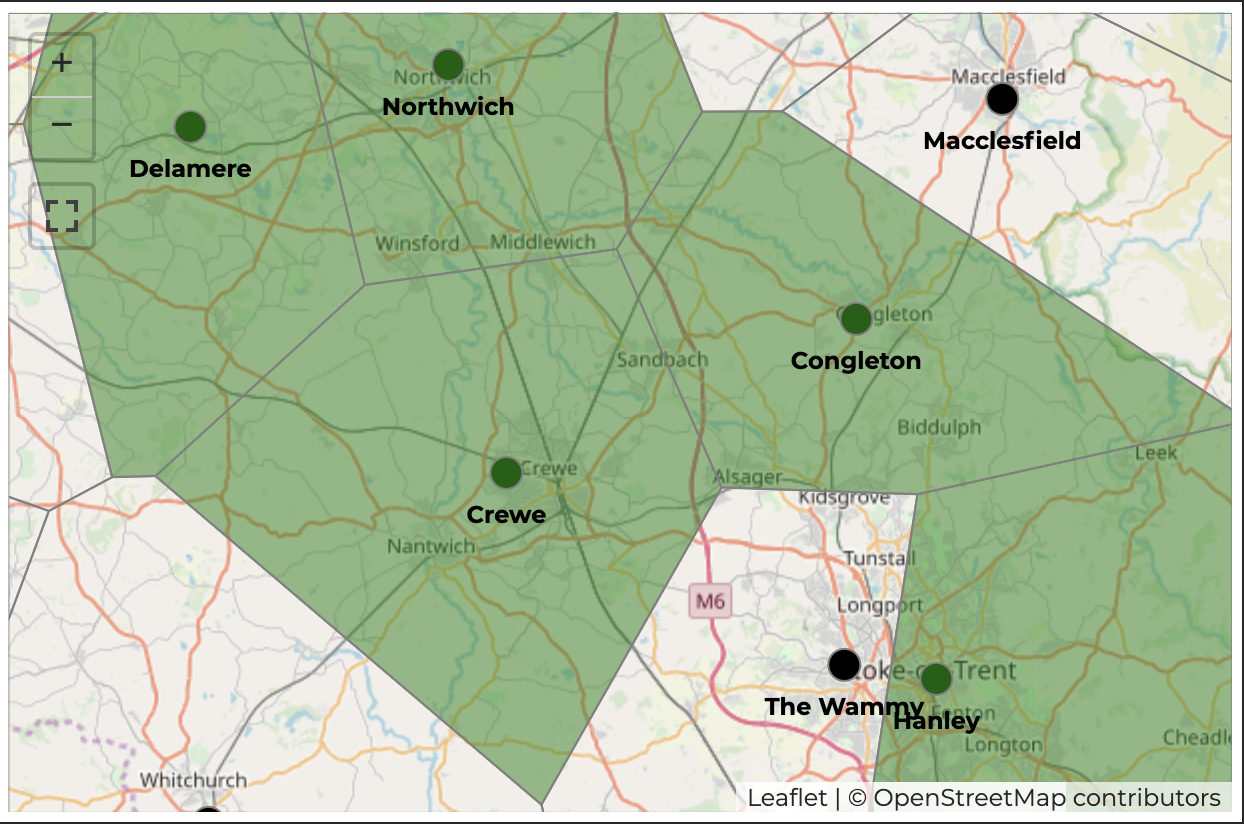 +
Northwich
Macclesfield
−
Northwich
Delamere
Macclesfield
Winsford
Middlewich
Congleton
Sandbach
Congleton
Biddulph
Leek
Crewe
Alsager
Kidsgrove
Crewe
Nantwich
Tunstall
M6
Longport
Stoke-on-Trent
The Wammy
Fenton
Hanley
Longton
Cheadle
Whitchurch
Leaflet | © OpenStreetMap contributors